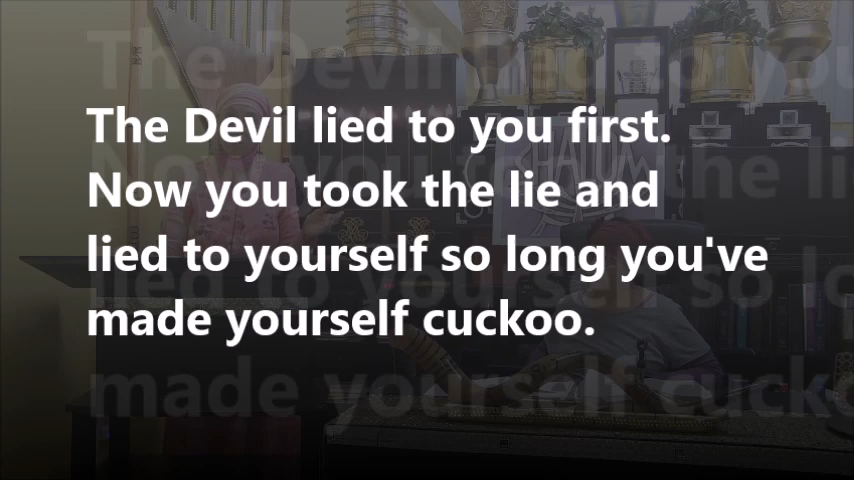 The Devil lied to you first.
Now you took the lie and
lied to yourself so long you've
made yourself cuckoo.